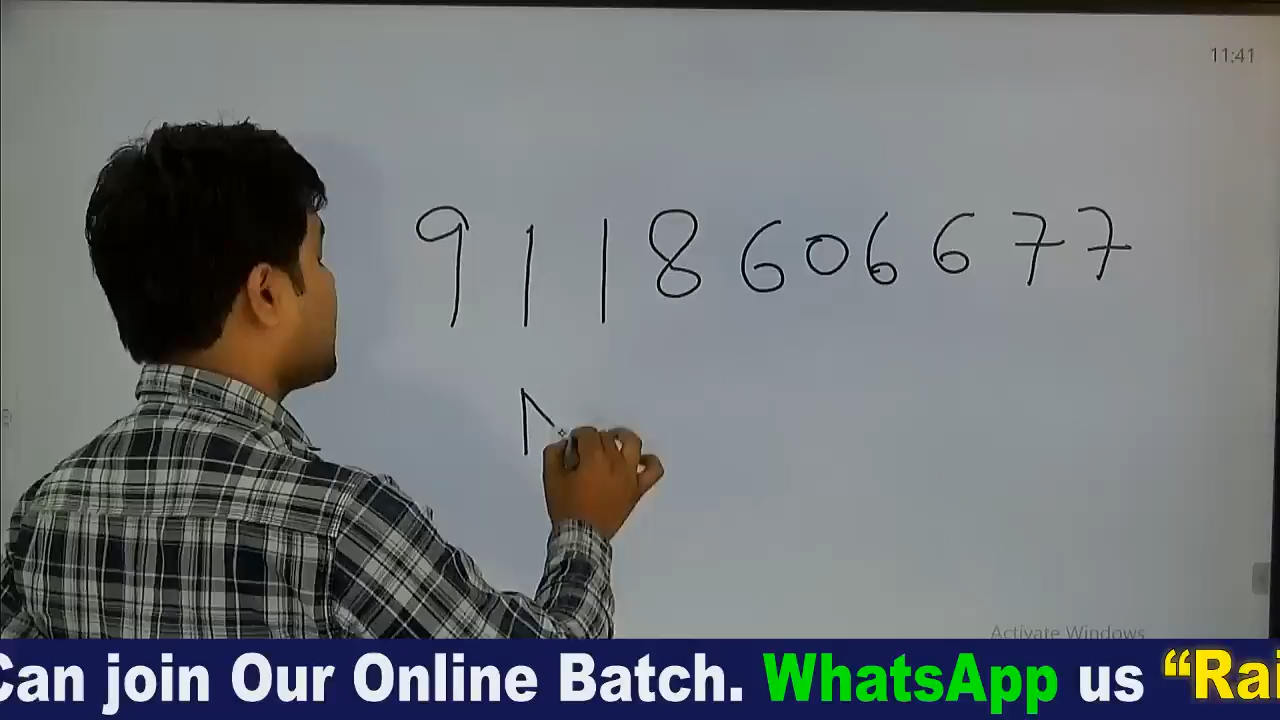 11:41
9118606677
Activate Windows
Can join Our Online Batch. WhatsApp us “Rai